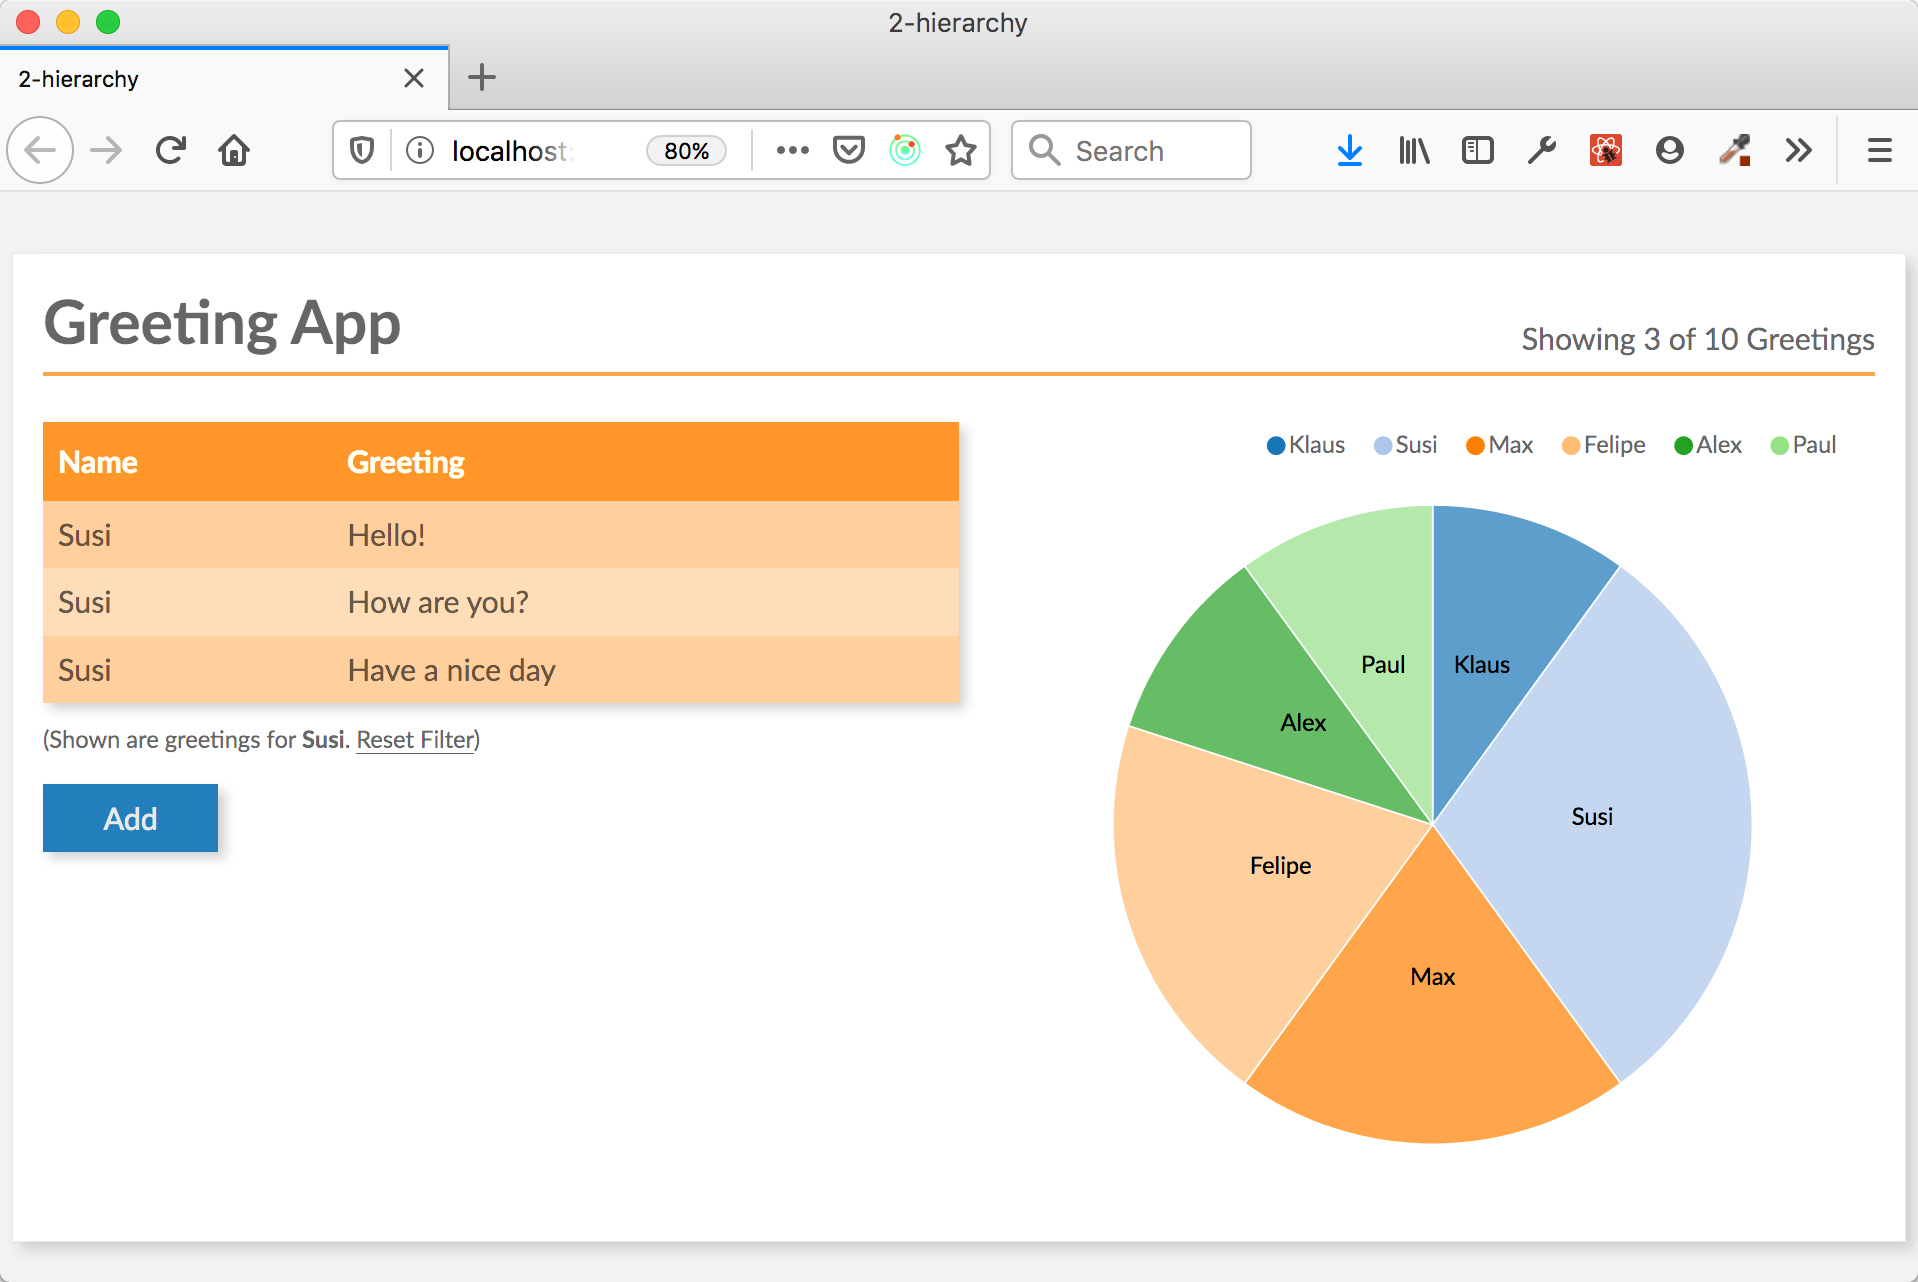 2-hierarchy
2-hierarchy
localhost: 80% Search
Greeting App
Showing 3 of 10 Greetings
Name Greeting
Susi Hello!
Susi How are you?
Susi Have a nice day
(Shown are greetings for Susi. Reset Filter)
Add
Klaus Susi Max Felipe Alex Paul
Paul Klaus
Alex
Susi
Felipe
Max